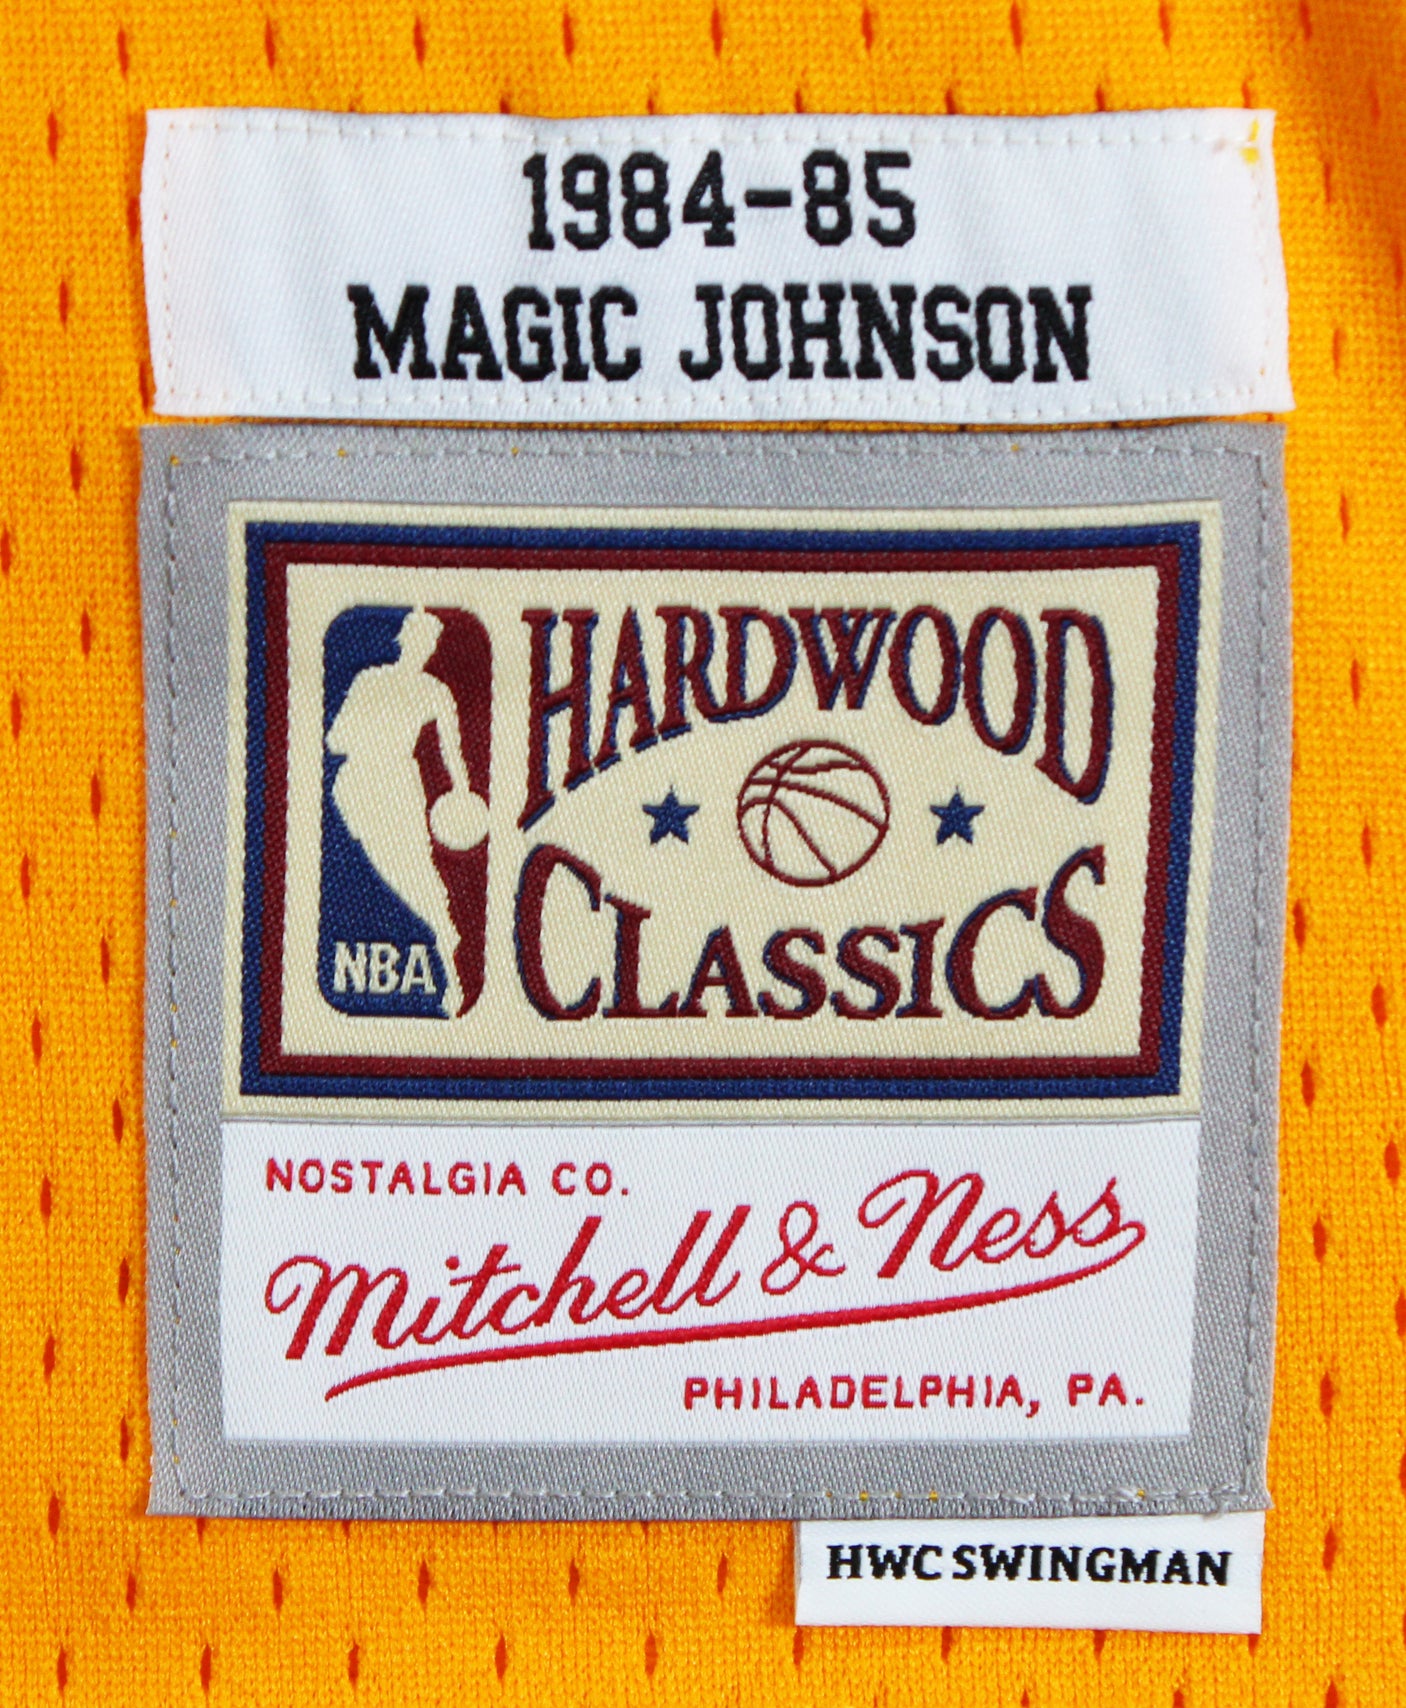 1984-85
MAGIC JOHNSON
HARDWOOD
CLASSICS
NBA
NOSTALGIA CO.
Mitchell & Ness
PHILADELPHIA, PA.
HWC SWINGMAN